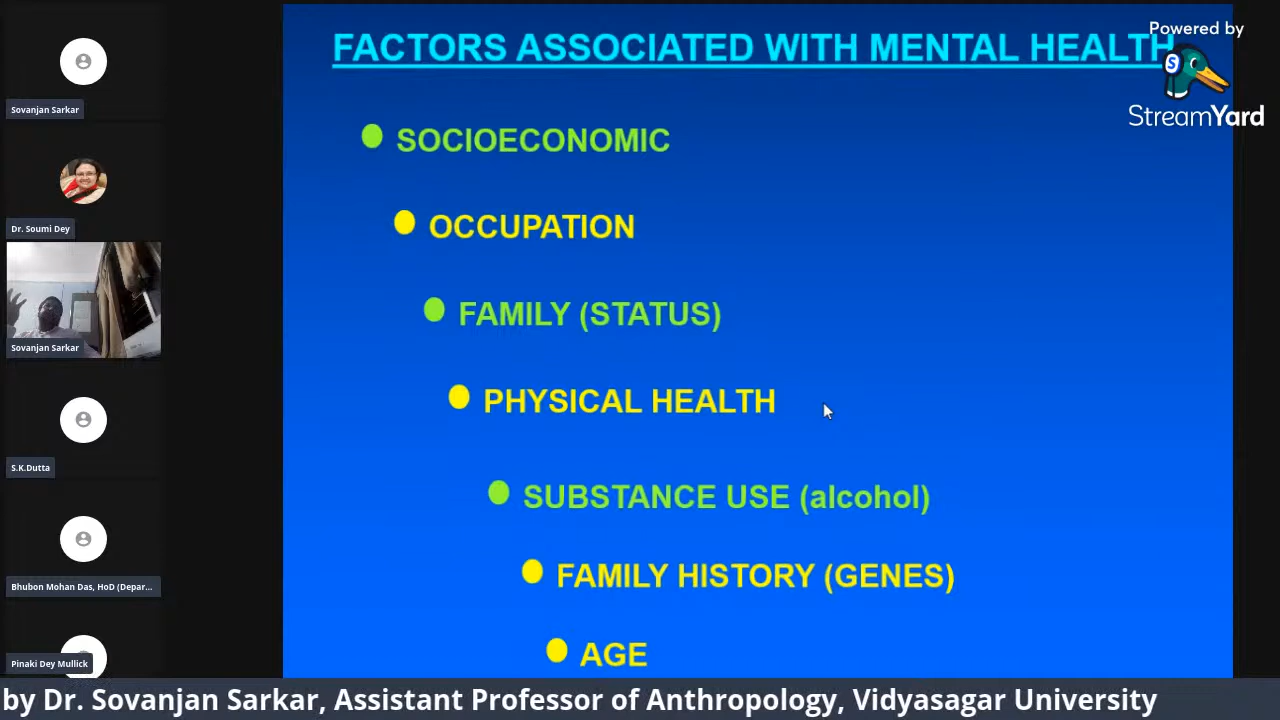 Sovanjan Sarkar
Dr. Soumi Dey
Sovanjan Sarkar
S.K.Dutta
Bhubon Mohan Das, HoD (Depar...
Pinaki Dey Mullick
FACTORS ASSOCIATED WITH MENTAL HEALTH
SOCIOECONOMIC
OCCUPATION
FAMILY (STATUS)
PHYSICAL HEALTH
SUBSTANCE USE (alcohol)
FAMILY HISTORY (GENES)
AGE
Powered by
S
StreamYard
by Dr. Sovanjan Sarkar, Assistant Professor of Anthropology, Vidyasagar University